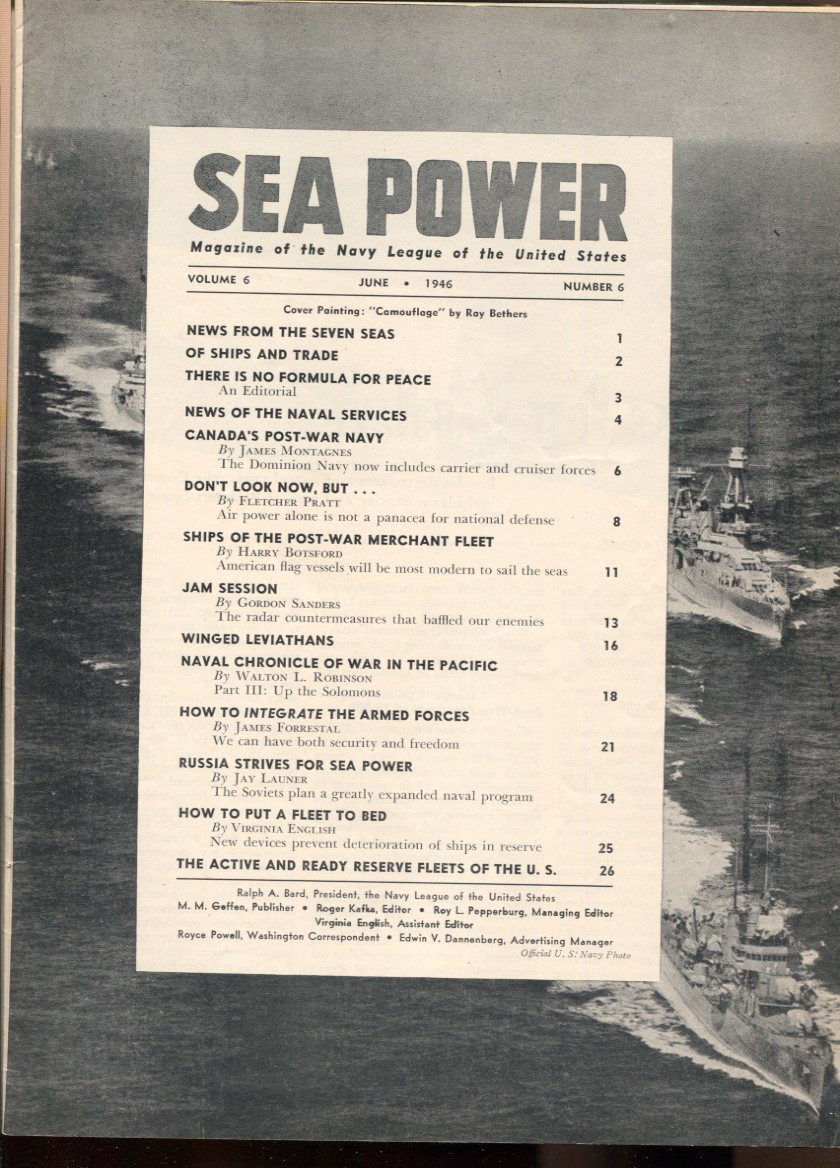 SEA POWER
Magazine of the Navy League of the United States
VOLUME 6 JUNE • 1946 NUMBER 6
Cover Painting: "Camouflage" by Ray Bethers
NEWS FROM THE SEVEN SEAS 1
OF SHIPS AND TRADE 2
THERE IS NO FORMULA FOR PEACE
An Editorial 3
NEWS OF THE NAVAL SERVICES 4
CANADA'S POST-WAR NAVY
By JAMES MONTAGNES
The Dominion Navy now includes carrier and cruiser forces 6
DON'T LOOK NOW, BUT . . .
By FLETCHER PRATT
Air power alone is not a panacea for national defense 8
SHIPS OF THE POST-WAR MERCHANT FLEET
By HARRY BOTSFORD
American flag vessels will be most modern to sail the seas 11
JAM SESSION
By GORDON SANDERS
The radar countermeasures that baffled our enemies 13
WINGED LEVIATHANS 16
NAVAL CHRONICLE OF WAR IN THE PACIFIC
By WALTON L. ROBINSON
Part III: Up the Solomons 18
HOW TO INTEGRATE THE ARMED FORCES
By JAMES FORRESTAL
We can have both security and freedom 21
RUSSIA STRIVES FOR SEA POWER
By JAY LAUNER
The Soviets plan a greatly expanded naval program 24
HOW TO PUT A FLEET TO BED
By VIRGINIA ENGLISH
New devices prevent deterioration of ships in reserve 25
THE ACTIVE AND READY RESERVE FLEETS OF THE U. S. 26
Ralph A. Bard, President, the Navy League of the United States
M. M. Geffen, Publisher • Roger Kafka, Editor • Roy L. Pepperburg, Managing Editor
Virginia English, Assistant Editor
Royce Powell, Washington Correspondent • Edwin V. Dannenberg, Advertising Manager
Official U. S. Navy Photo